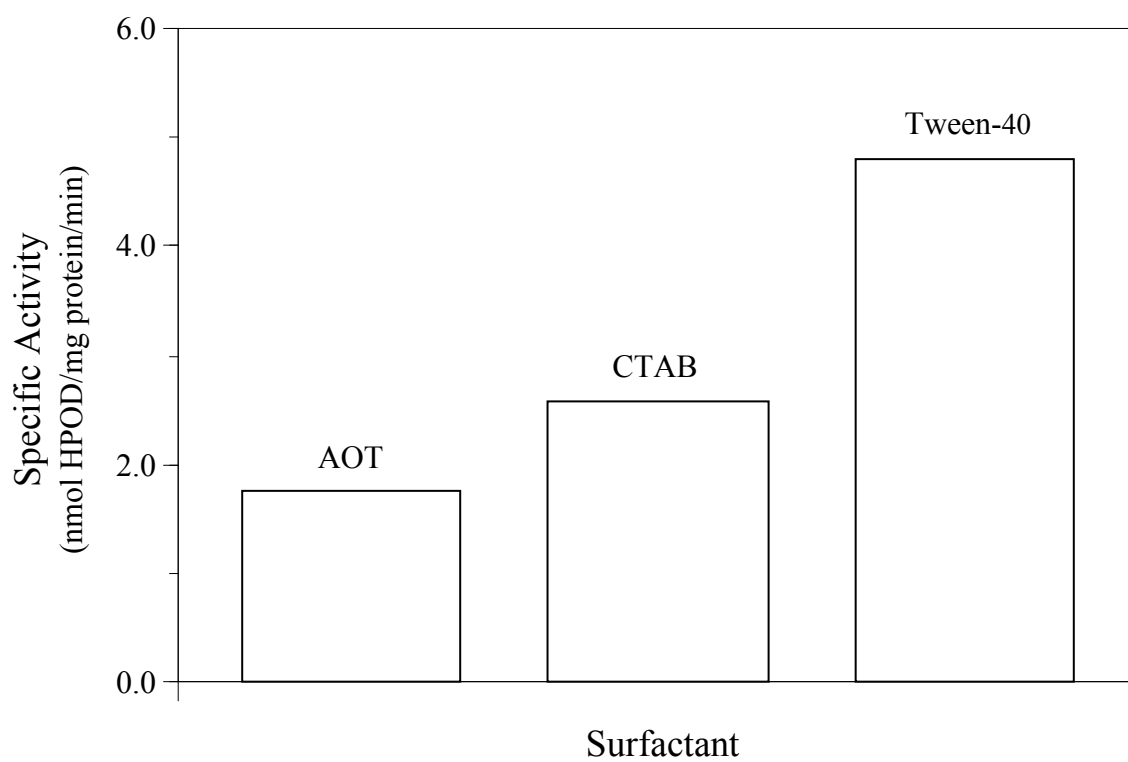 6.0
Tween-40
4.0
CTAB
AOT
2.0
0.0
Specific Activity
(nmol HPOD/mg protein/min)
Surfactant